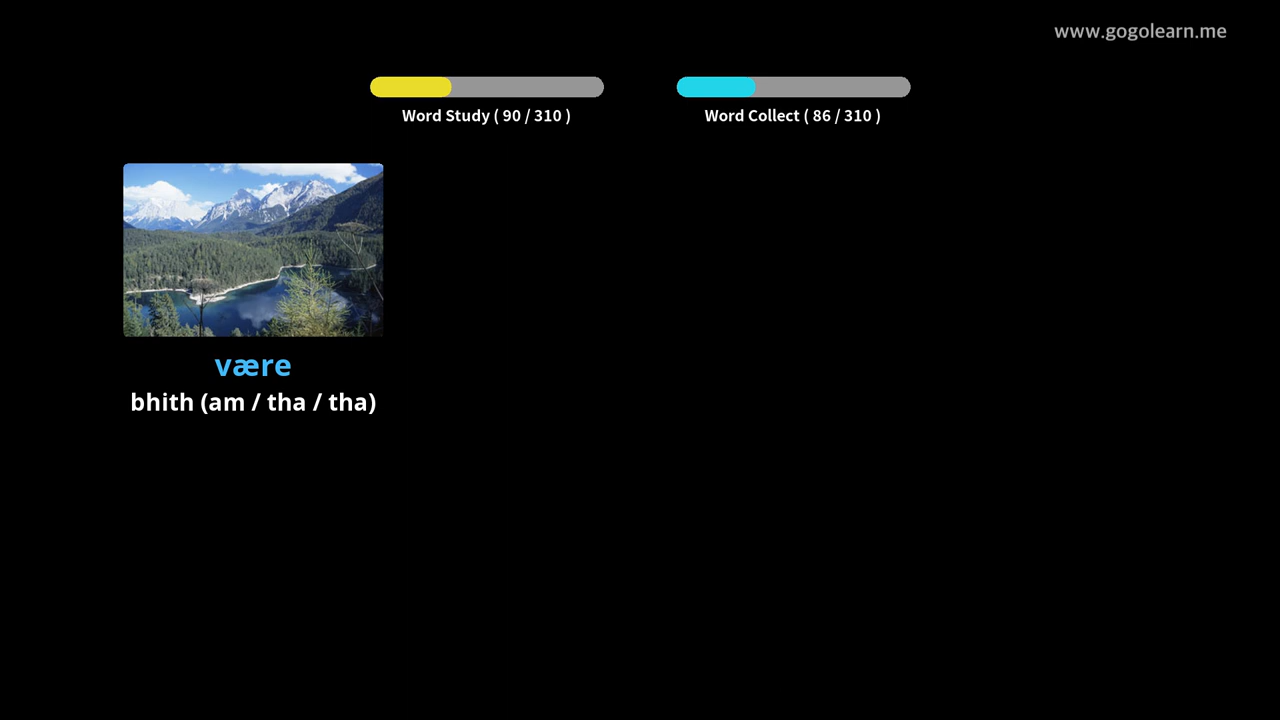 www.gogolearn.me
Word Study ( 90 / 310 )
Word Collect ( 86 / 310 )
være
bhith (am / tha / tha)